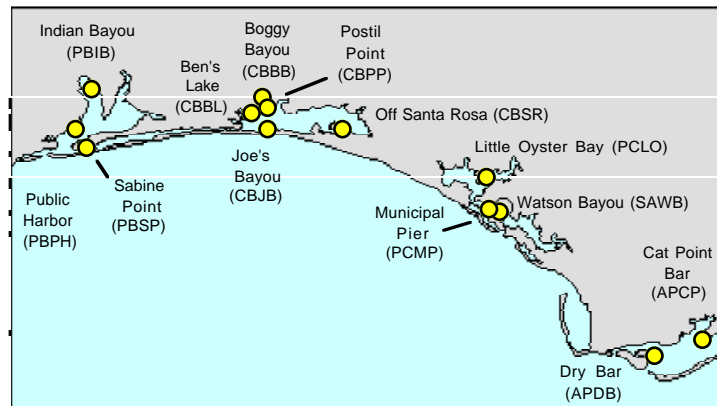 Indian Bayou
(PBIB)
Boggy
Bayou
(CBBB)
Postil
Point
(CBPP)
Ben's
Lake
(CBBL)
Off Santa Rosa (CBSR)
Little Oyster Bay (PCLO)
Joe's
Bayou
(CBJB)
Sabine
Point
(PBSP)
Public
Harbor
(PBPH)
Watson Bayou (SAWB)
Municipal
Pier
(PCMP)
Cat Point
Bar
(APCP)
Dry Bar
(APDB)